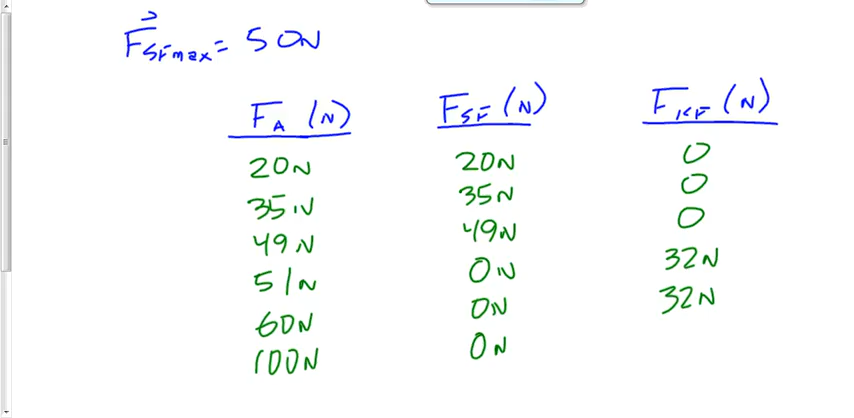 F⃗SFmax = 50N
FA (N) FSF (N) FKF (N)
20N 20N 0
35N 35N 0
49N 49N 0
51N 0N 32N
60N 0N 32N
100N 0N